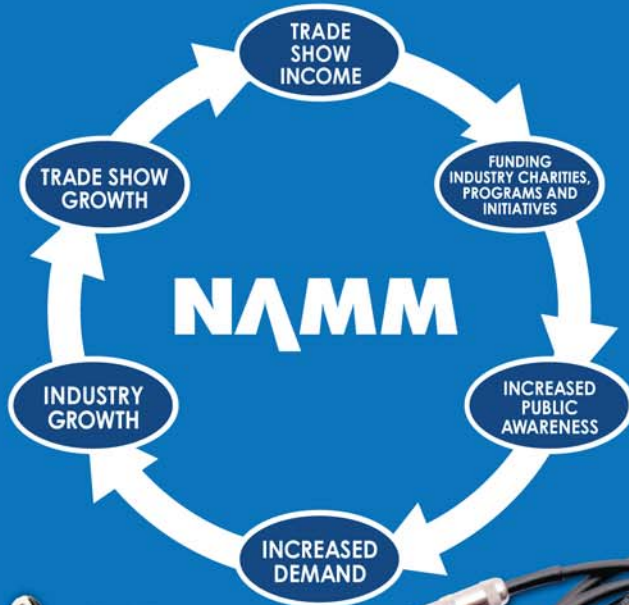 TRADE
SHOW
INCOME
FUNDING
INDUSTRY CHARITIES,
PROGRAMS AND
INITIATIVES
TRADE SHOW
GROWTH
NAMM
INDUSTRY
GROWTH
INCREASED
PUBLIC
AWARENESS
INCREASED
DEMAND